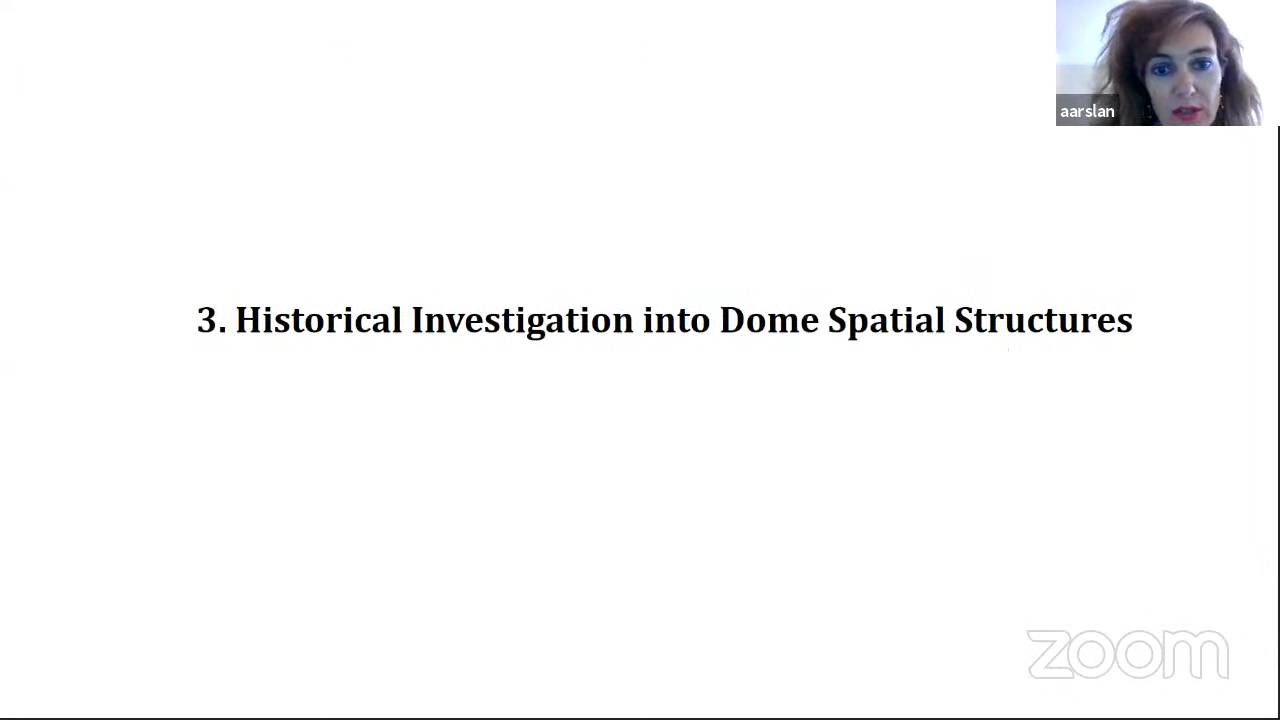 aarslan
3. Historical Investigation into Dome Spatial Structures
zoom